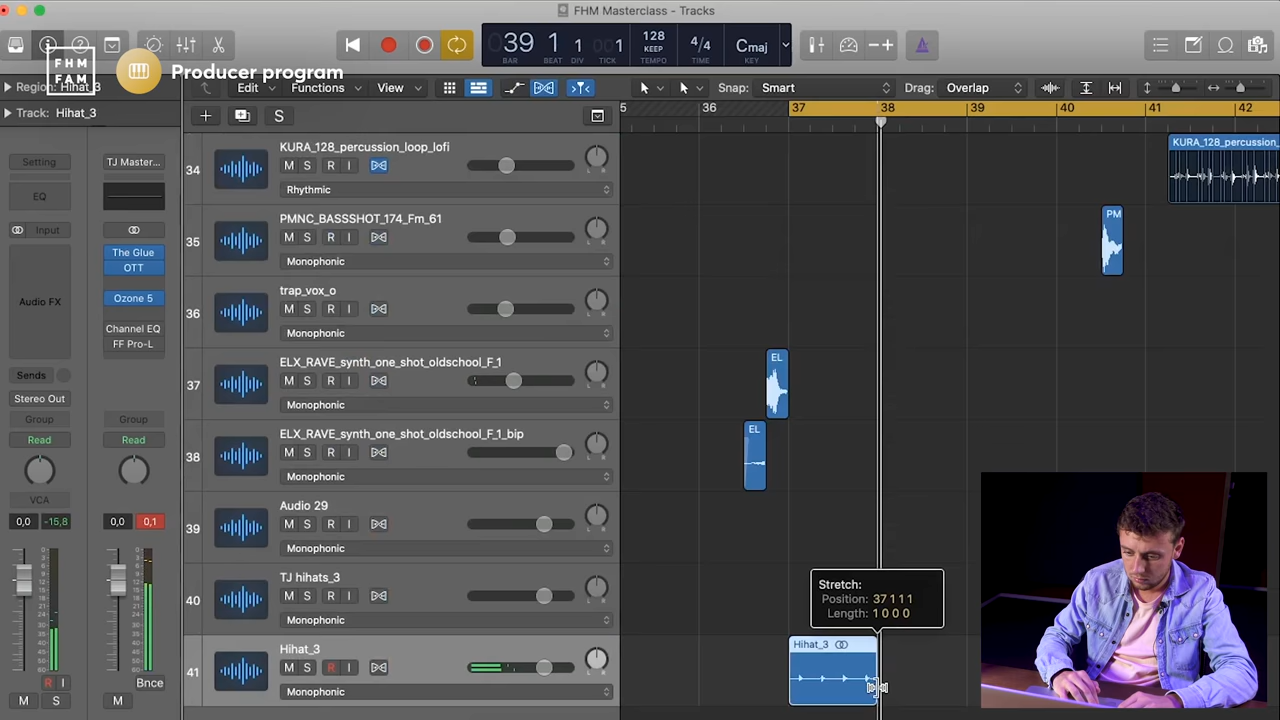 FHM Masterclass - Tracks
FHM
FAM
Producer program
39 1 1 1
BAR BEAT DIV TICK
128
KEEP
TEMPO
4/4
TIME
Cmaj
KEY
Region: Hihat_3
Edit Functions View
Snap: Smart
Drag: Overlap
Track: Hihat_3
S
5 36 37 38 39 40 41 42
Setting
TJ Master...
EQ
Input
The Glue
OTT
Audio FX
Ozone 5
Channel EQ
FF Pro-L
Sends
Stereo Out
Group
Group
Read
Read
VCA
0,0 -15,8
0,0 0,1
R I
Bnce
M S
M
34
KURA_128_percussion_loop_lofi
M S R I
Rhythmic
KURA_128_percussion_
35
PMNC_BASSSHOT_174_Fm_61
M S R I
Monophonic
PM
36
trap_vox_o
M S R I
Monophonic
37
ELX_RAVE_synth_one_shot_oldschool_F_1
M S R I
Monophonic
EL
38
ELX_RAVE_synth_one_shot_oldschool_F_1_bip
M S R I
Monophonic
EL
39
Audio 29
M S R I
Monophonic
40
TJ hihats_3
M S R I
Monophonic
Stretch:
Position: 37 1 1 1
Length: 1 0 0 0
41
Hihat_3
M S R I
Monophonic
Hihat_3